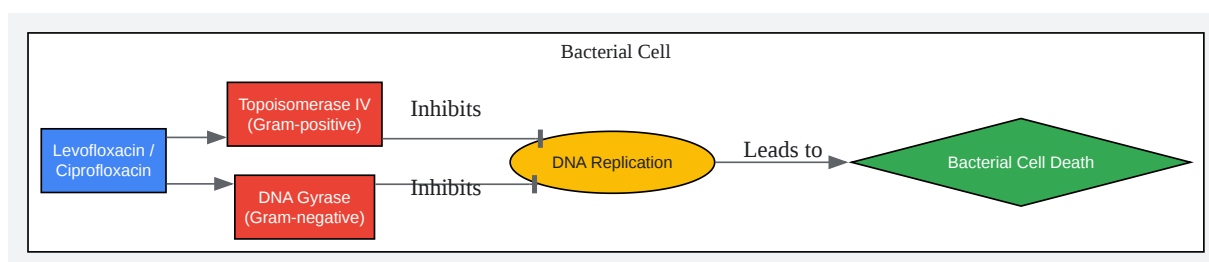 Bacterial Cell
Levofloxacin /
Ciprofloxacin
Topoisomerase IV
(Gram-positive)
Inhibits
DNA Gyrase
(Gram-negative)
Inhibits
DNA Replication
Leads to
Bacterial Cell Death